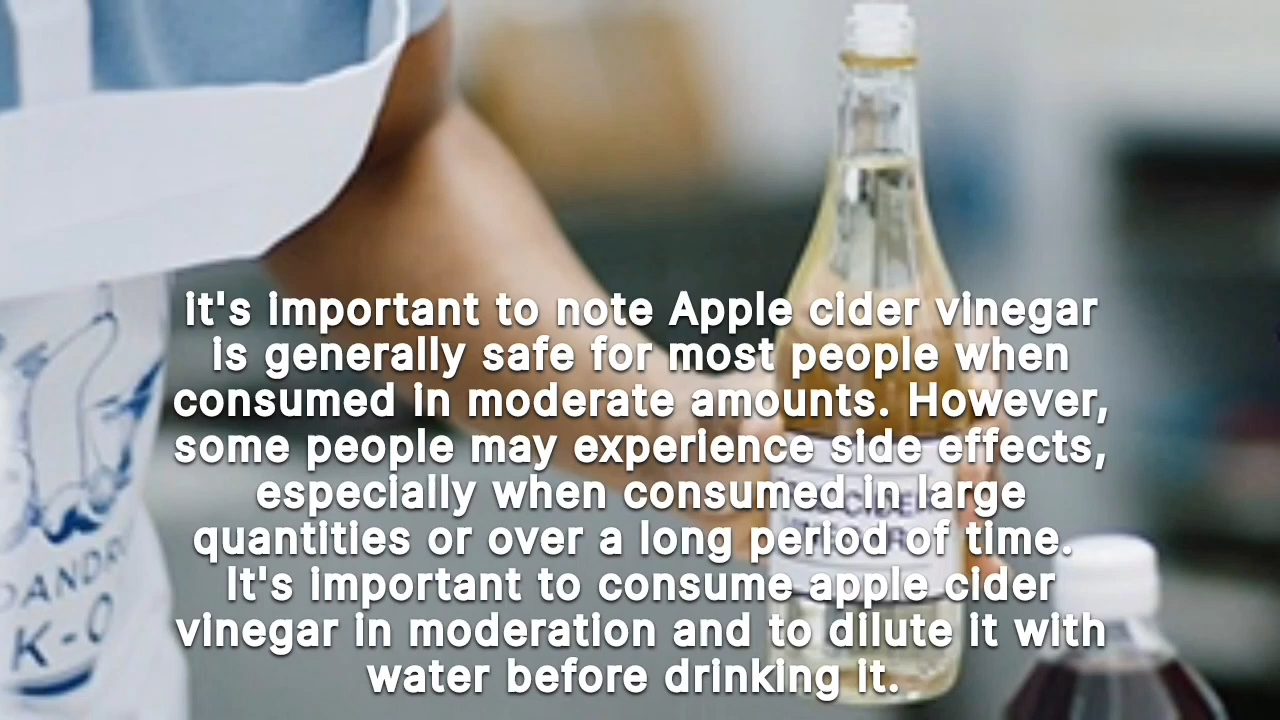 it's important to note Apple cider vinegar
is generally safe for most people when
consumed in moderate amounts. However,
some people may experience side effects,
especially when consumed in large
quantities or over a long period of time.
It's important to consume apple cider
vinegar in moderation and to dilute it with
water before drinking it.
K-O